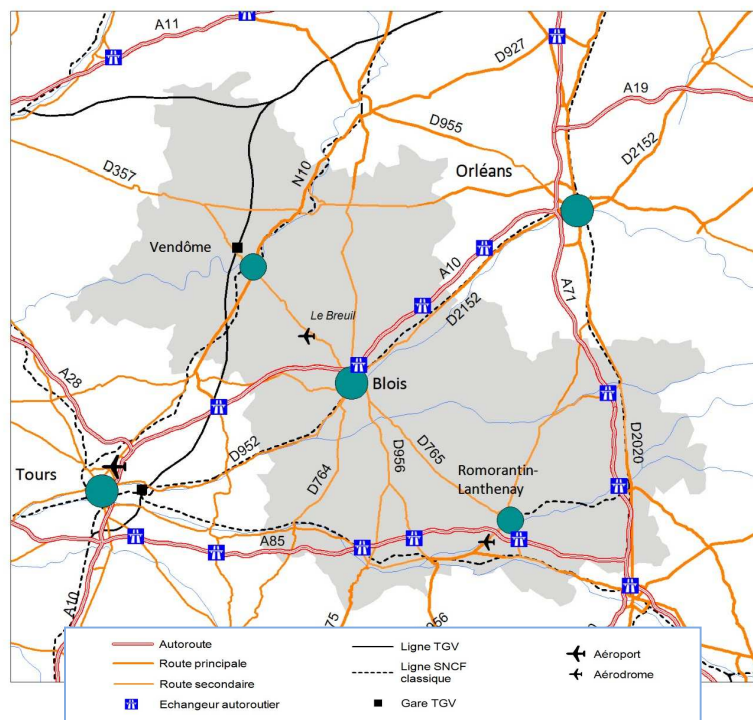 A11
D927
A19
D955
D2152
D357
N10
Orléans
Vendôme
A10
A71
Le Breuil
D2152
Blois
A28
D952
D956
D765
D2020
D764
Tours
Romorantin-
Lanthenay
A85
A10
Autoroute
Route principale
Route secondaire
Echangeur autoroutier
Ligne TGV
Ligne SNCF
classique
Gare TGV
Aéroport
Aérodrome